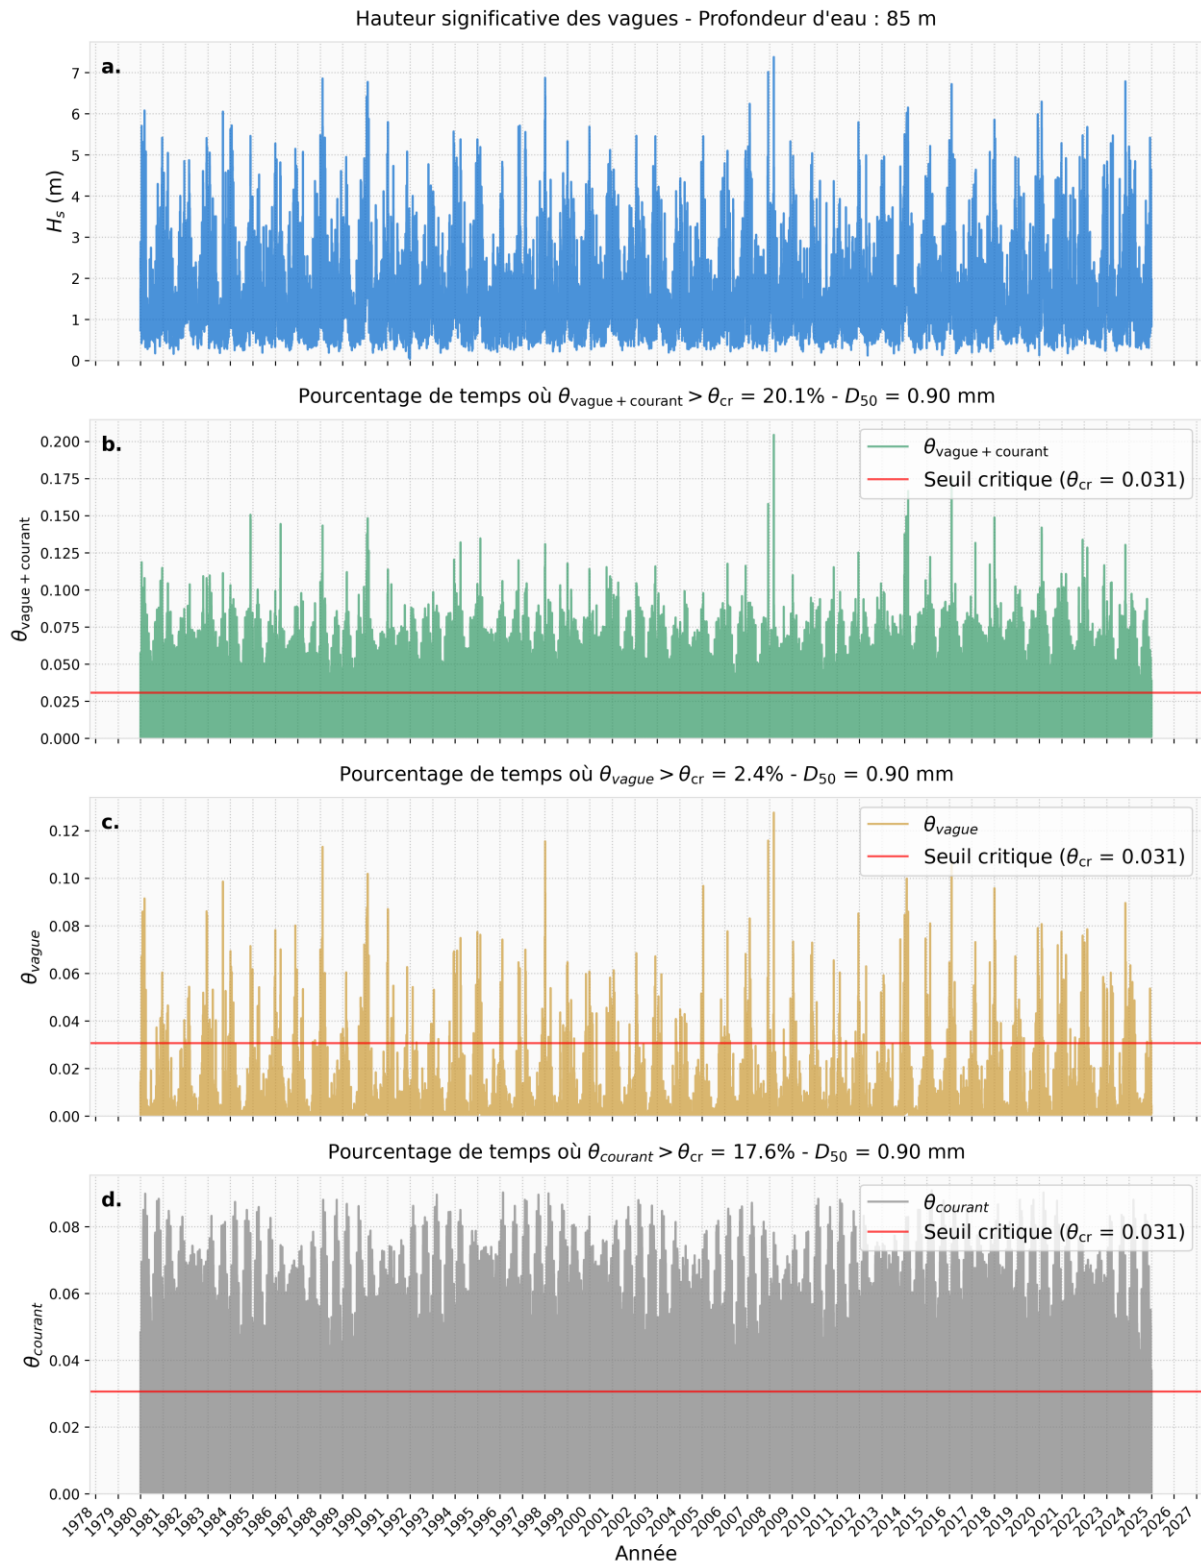 Hauteur significative des vagues - Profondeur d'eau : 85 m
a.
7
6
5
4
3
2
1
0
H_s (m)
Pourcentage de temps où θ_vague + courant > θ_cr = 20.1% - D_50 = 0.90 mm
b.
θ_vague + courant
Seuil critique (θ_cr = 0.031)
0.200
0.175
0.150
0.125
0.100
0.075
0.050
0.025
0.000
θ_vague + courant
Pourcentage de temps où θ_vague > θ_cr = 2.4% - D_50 = 0.90 mm
c.
θ_vague
Seuil critique (θ_cr = 0.031)
0.12
0.10
0.08
0.06
0.04
0.02
0.00
θ_vague
Pourcentage de temps où θ_courant > θ_cr = 17.6% - D_50 = 0.90 mm
d.
θ_courant
Seuil critique (θ_cr = 0.031)
0.08
0.06
0.04
0.02
0.00
θ_courant
1978 1979 1980 1981 1982 1983 1984 1985 1986 1987 1988 1989 1990 1991 1992 1993 1994 1995 1996 1997 1998 1999 2000 2001 2002 2003 2004 2005 2006 2007 2008 2009 2010 2011 2012 2013 2014 2015 2016 2017 2018 2019 2020 2021 2022 2023 2024 2025 2026 2027
Année